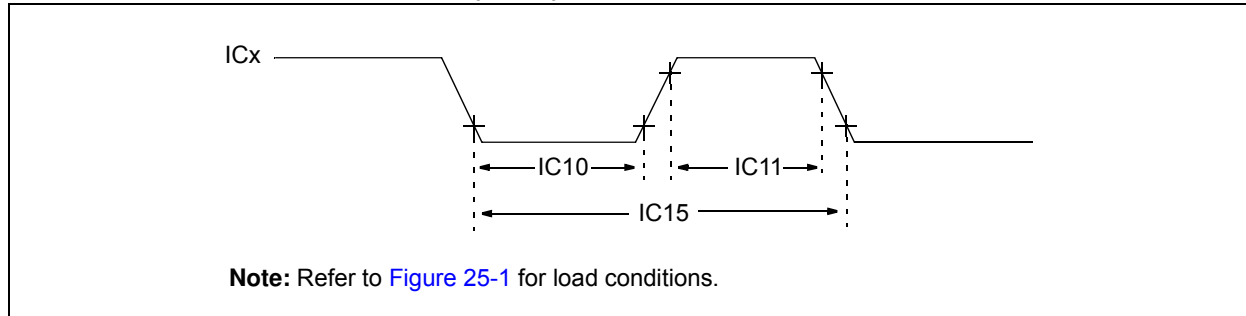 ICx
IC10
IC11
IC15
Note: Refer to Figure 25-1 for load conditions.